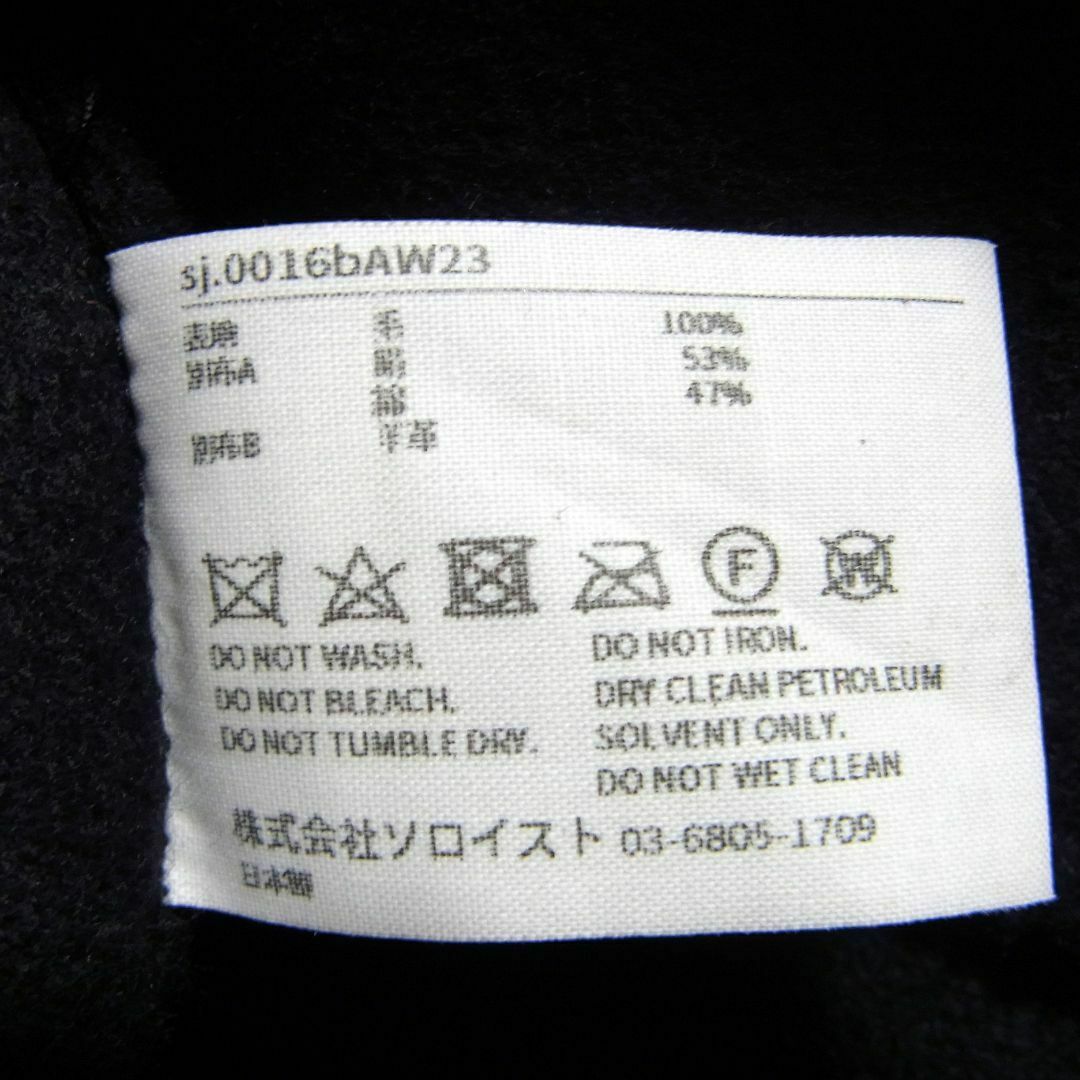 sj.0016bAW23
表地 毛 100%
別布A 綿 53%
47%
別布B 羊革
F
W
DO NOT WASH.
DO NOT BLEACH.
DO NOT TUMBLE DRY.
DO NOT IRON.
DRY CLEAN PETROLEUM
SOLVENT ONLY.
DO NOT WET CLEAN
株式会社ソロイスト 03-6805-1709
日本製